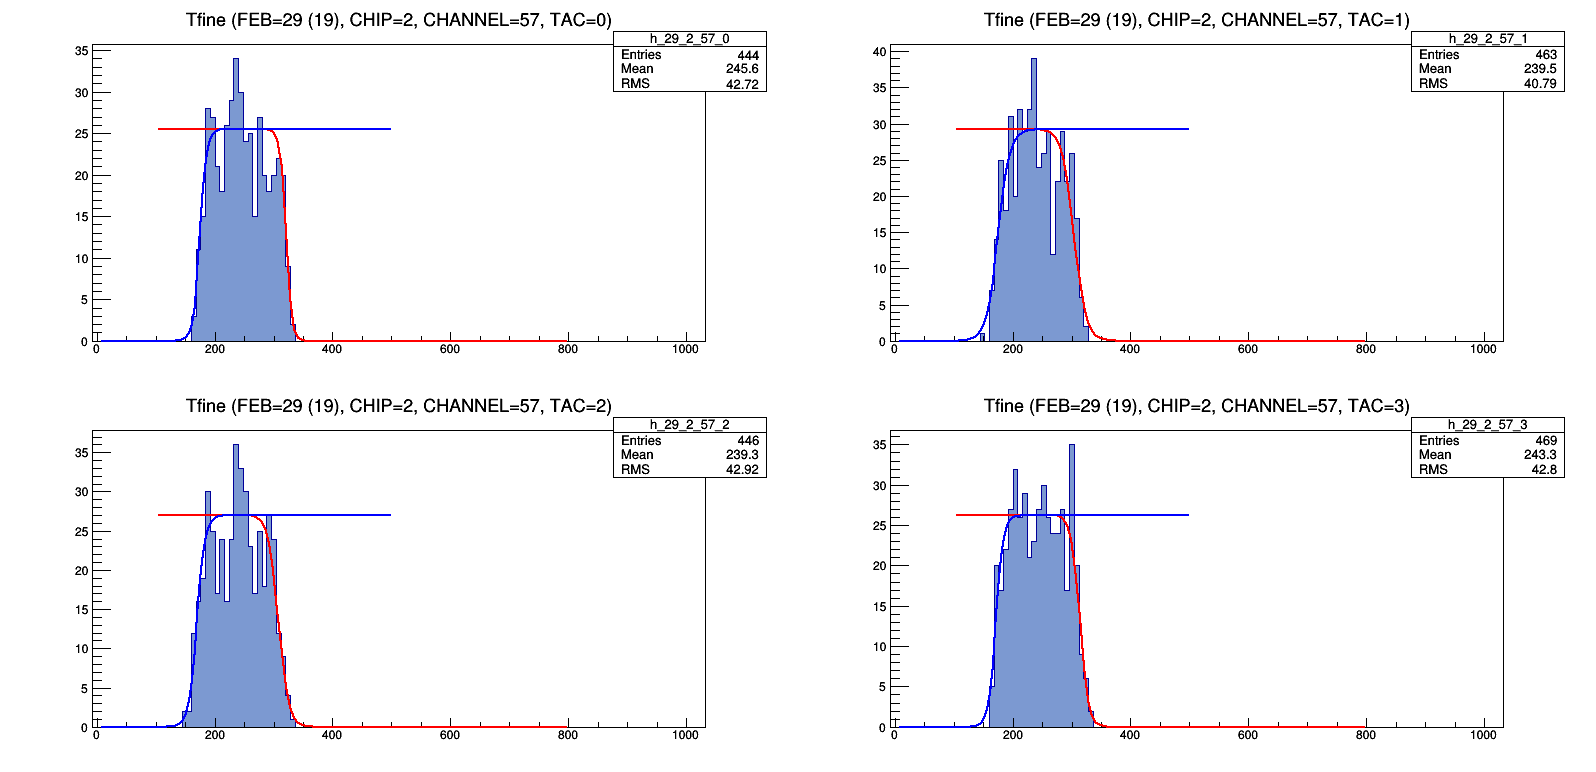 Tfine (FEB=29 (19), CHIP=2, CHANNEL=57, TAC=0)
h_29_2_57_0
Entries 444
Mean 245.6
RMS 42.72
35
30
25
20
15
10
5
0
0 200 400 600 800 1000
Tfine (FEB=29 (19), CHIP=2, CHANNEL=57, TAC=1)
h_29_2_57_1
Entries 463
Mean 239.5
RMS 40.79
40
35
30
25
20
15
10
5
0
0 200 400 600 800 1000
Tfine (FEB=29 (19), CHIP=2, CHANNEL=57, TAC=2)
h_29_2_57_2
Entries 446
Mean 239.3
RMS 42.92
35
30
25
20
15
10
5
0
0 200 400 600 800 1000
Tfine (FEB=29 (19), CHIP=2, CHANNEL=57, TAC=3)
h_29_2_57_3
Entries 469
Mean 243.3
RMS 42.8
35
30
25
20
15
10
5
0
0 200 400 600 800 1000